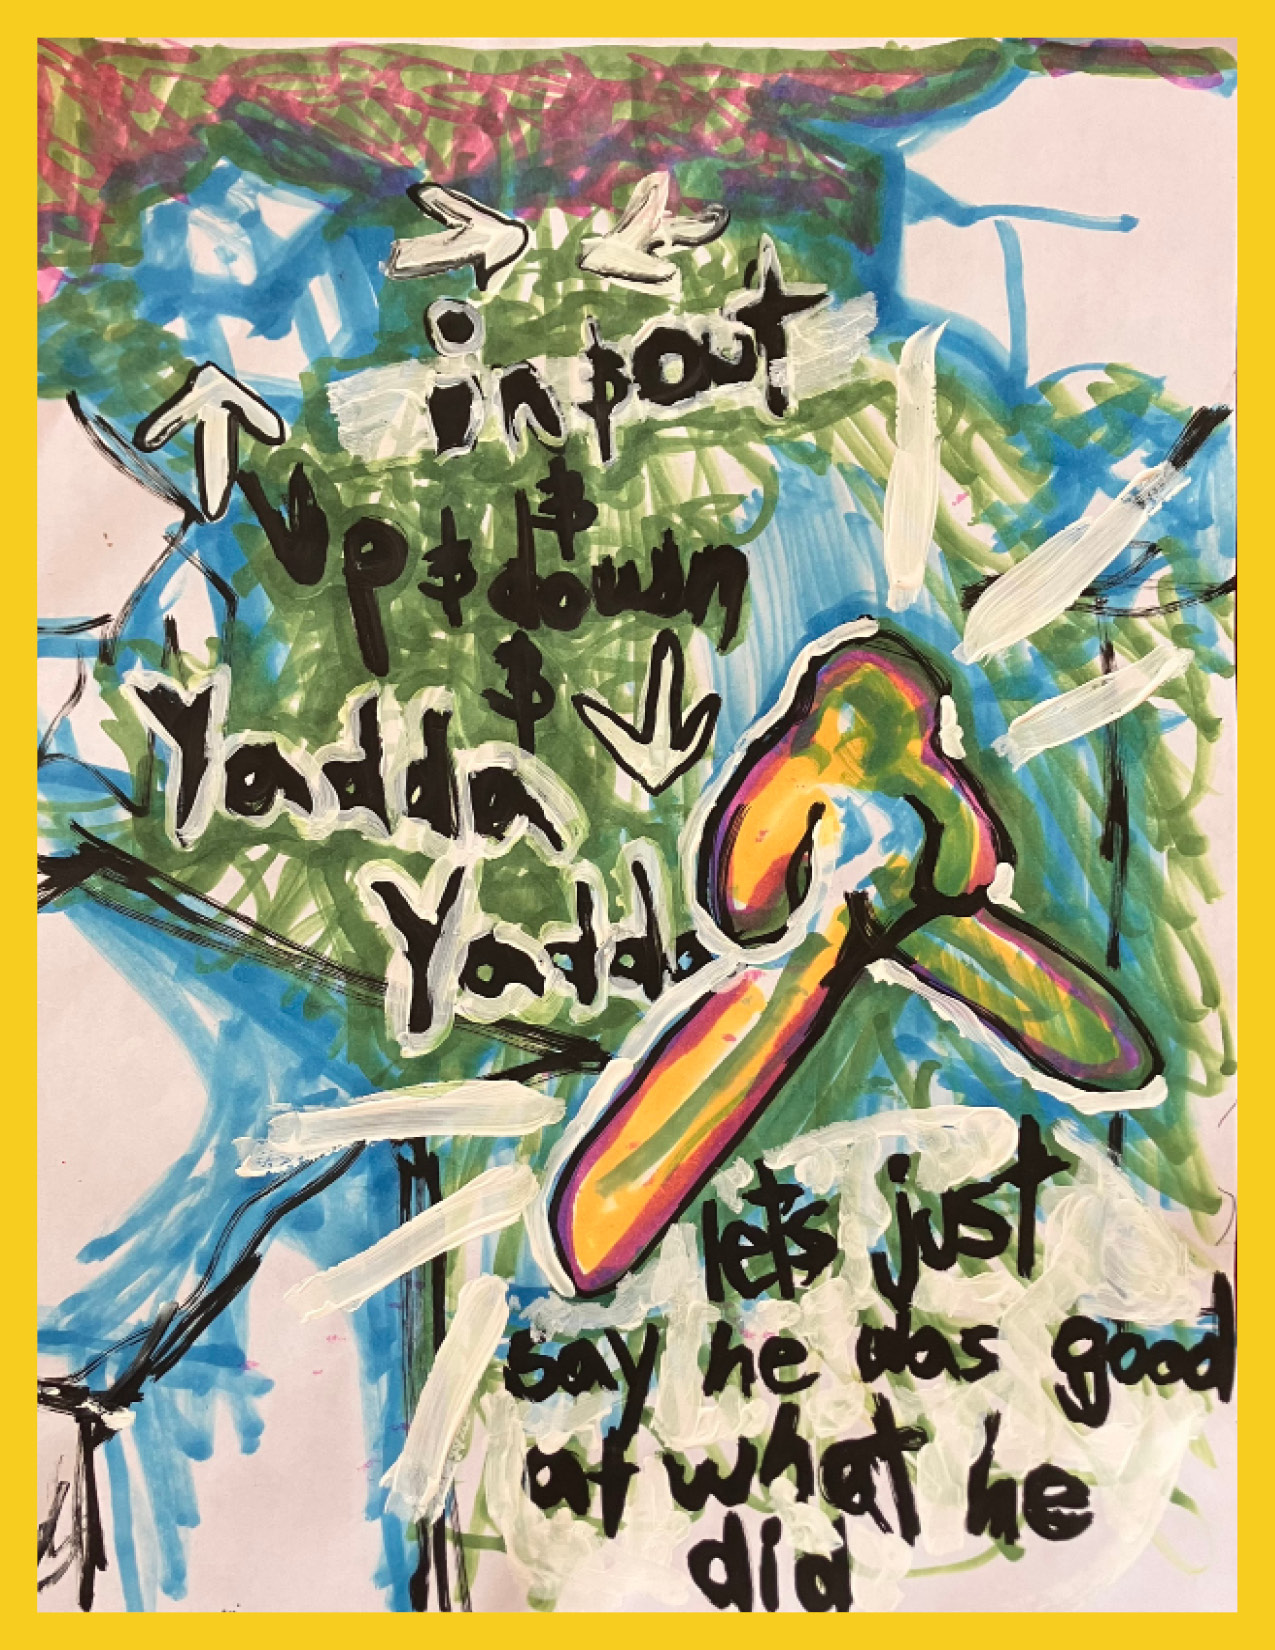 in & out
&
Up & down
&
Yadda
Yadda
let's just
say he was good
at what he
did